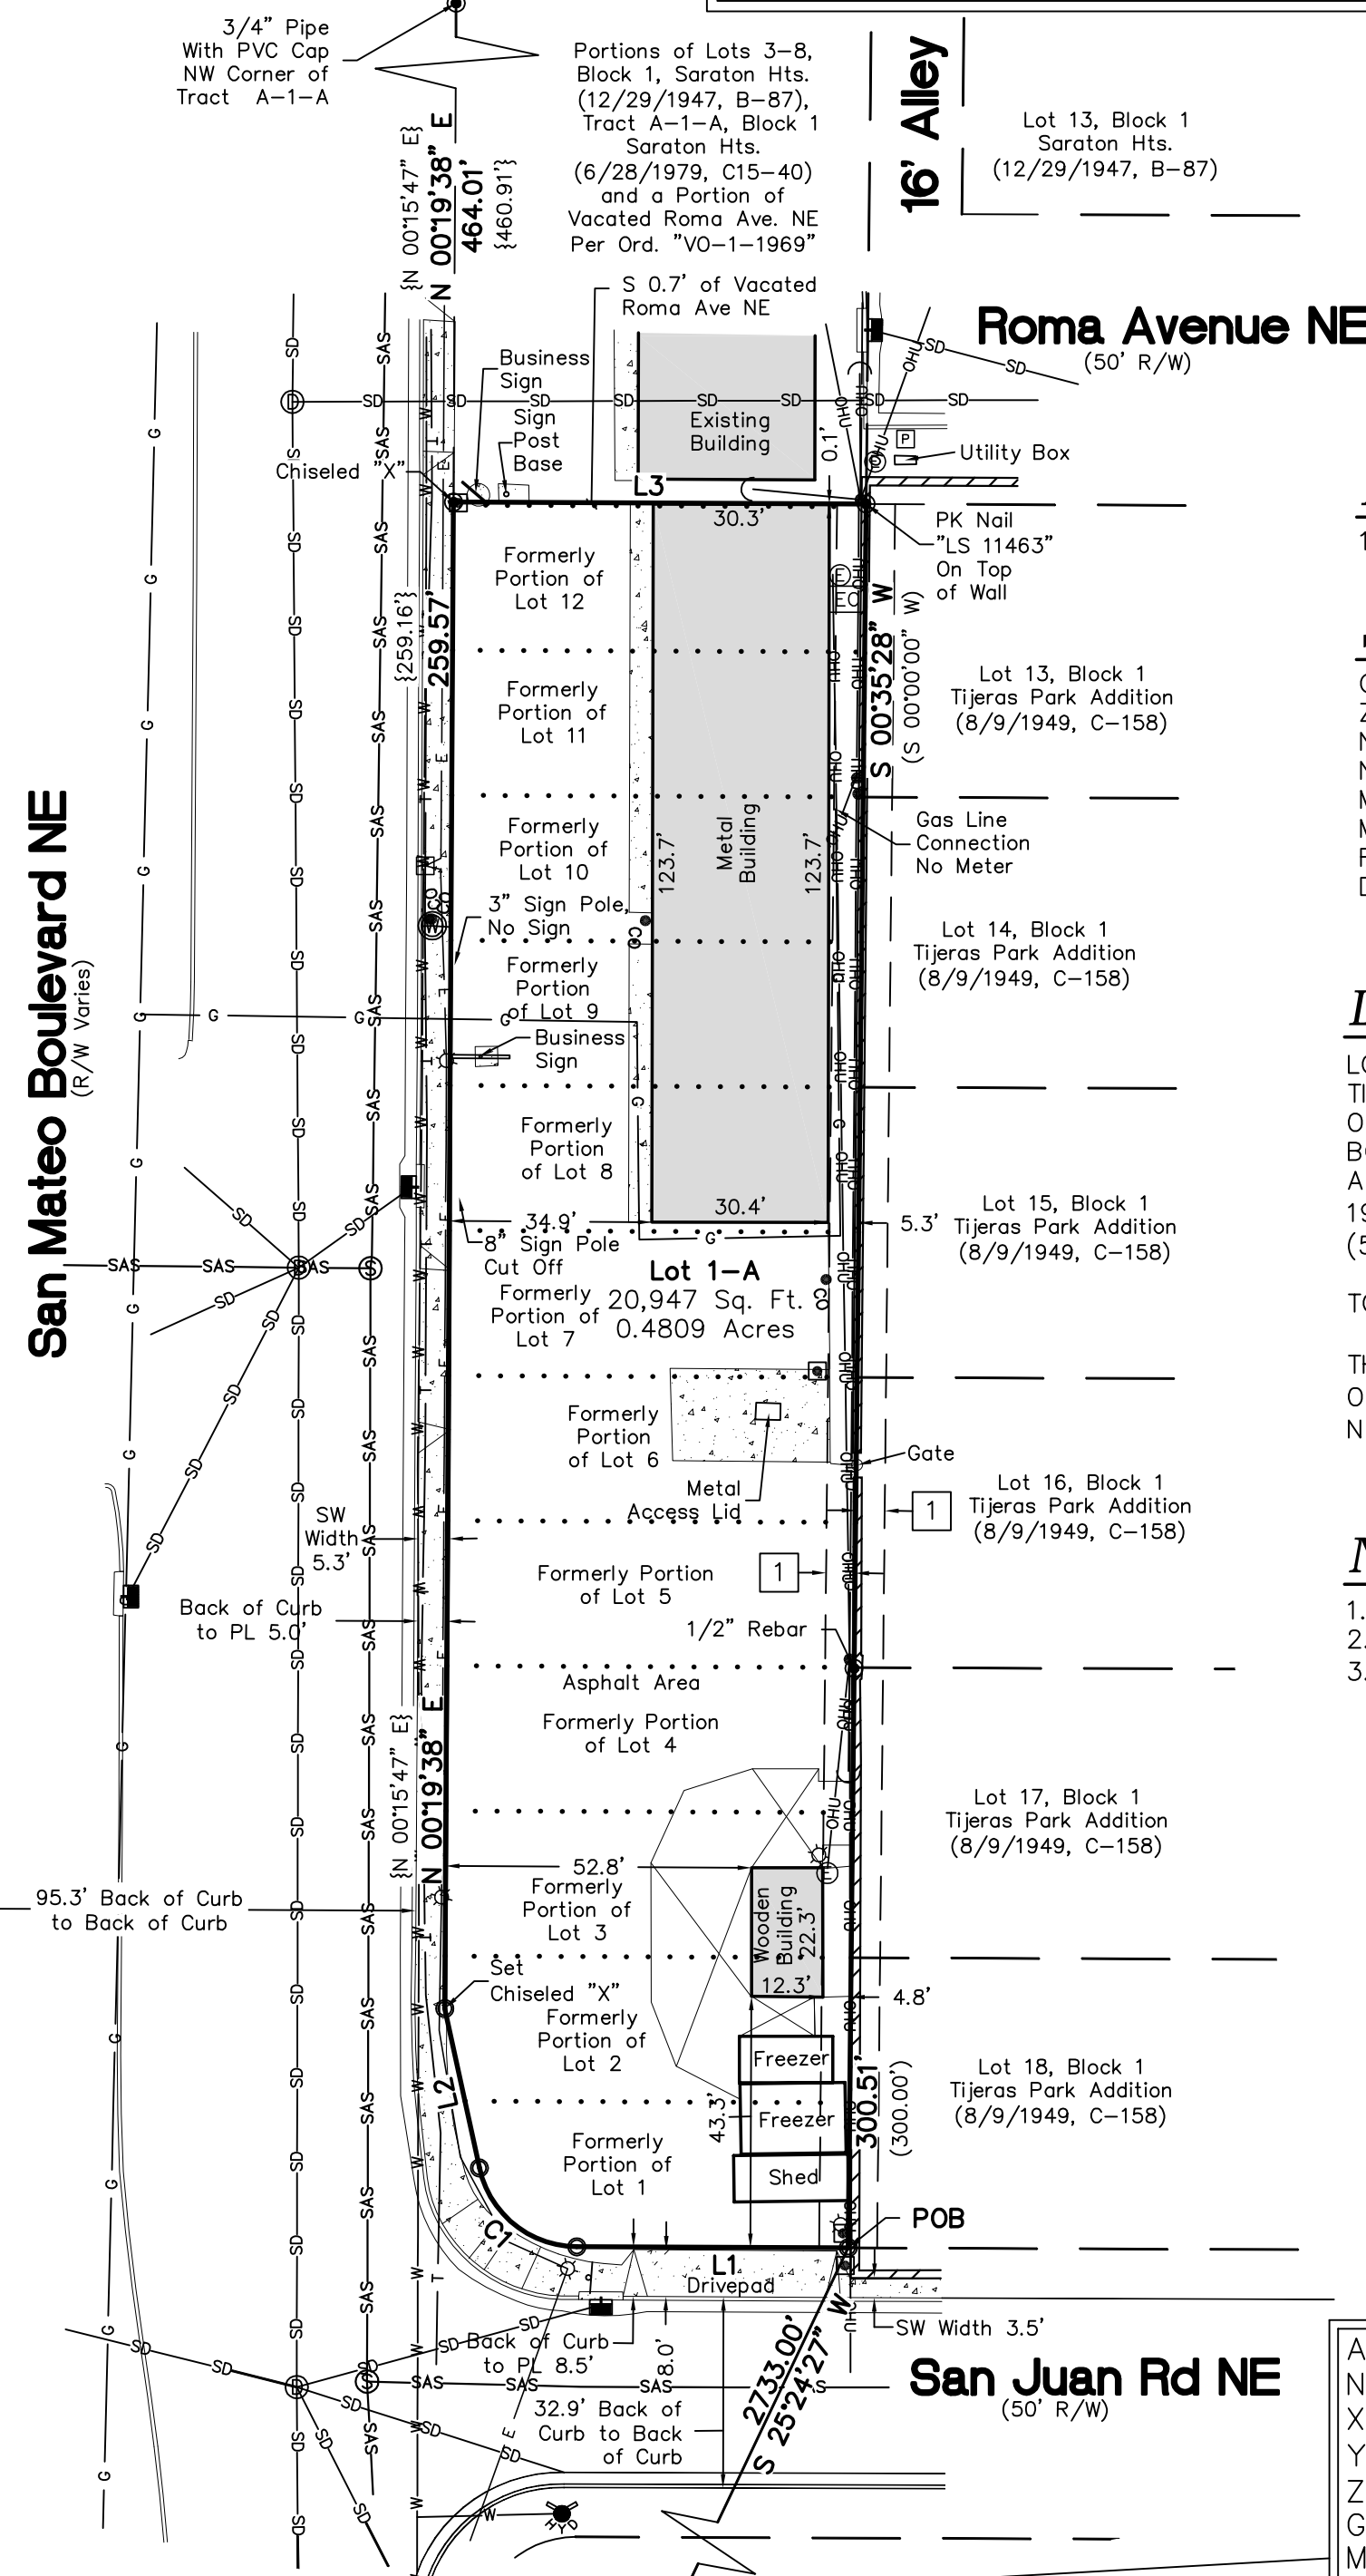 3/4" Pipe
With PVC Cap
NW Corner of
Tract A-1-A
Portions of Lots 3-8,
Block 1, Saraton Hts.
(12/29/1947, B-87),
Tract A-1-A, Block 1
Saraton Hts.
(6/28/1979, C15-40)
and a Portion of
Vacated Roma Ave. NE
Per Ord. "VO-1-1969"
16' Alley
Lot 13, Block 1
Saraton Hts.
(12/29/1947, B-87)
{N 00°15'47" E}
N 00°19'38" E
464.01'
{460.91'}
S 0.7' of Vacated
Roma Ave NE
Roma Avenue NE
(50' R/W)
Business
Sign
Sign
Post
Base
Existing
Building
0.1'
P
Utility Box
Chiseled "X"
L3
30.3'
PK Nail
"LS 11463"
On Top
of Wall
Formerly
Portion of
Lot 12
{259.16'}
259.57'
E
EC
S 00°35'28" W
(S 00°00'00" W)
Formerly
Portion of
Lot 11
Lot 13, Block 1
Tijeras Park Addition
(8/9/1949, C-158)
San Mateo Boulevard NE
(R/W Varies)
Formerly
Portion of
Lot 10
123.7'
Metal
Building
123.7'
Gas Line
Connection
No Meter
3" Sign Pole,
No Sign
CO
CO
W
Formerly
Portion
of Lot 9
Lot 14, Block 1
Tijeras Park Addition
(8/9/1949, C-158)
Business
Sign
Formerly
Portion
of Lot 8
34.9'
30.4'
5.3'
Lot 15, Block 1
Tijeras Park Addition
(8/9/1949, C-158)
8" Sign Pole
Cut Off
Lot 1-A
20,947 Sq. Ft.
0.4809 Acres
CO
Formerly
Portion of
Lot 7
Formerly
Portion
of Lot 6
Metal
Access Lid
Gate
Lot 16, Block 1
Tijeras Park Addition
(8/9/1949, C-158)
1
SW
Width
5.3'
Formerly Portion
of Lot 5
1
Back of Curb
to PL 5.0'
1/2" Rebar
Asphalt Area
Formerly Portion
of Lot 4
{N 00°15'47" E}
N 00°19'38" E
Lot 17, Block 1
Tijeras Park Addition
(8/9/1949, C-158)
52.8'
Formerly
Portion of
Lot 3
Wooden
Building
22.3'
12.3'
E
95.3' Back of Curb
to Back of Curb
Set
Chiseled "X"
4.8'
Formerly
Portion of
Lot 2
Freezer
L2
43.3'
Freezer
300.51'
(300.00')
Lot 18, Block 1
Tijeras Park Addition
(8/9/1949, C-158)
Formerly
Portion of
Lot 1
Shed
C1
POB
L1
Drivepad
SW Width 3.5'
Back of Curb
to PL 8.5'
8.0'
2733.00'
S 25°24'27" W
San Juan Rd NE
(50' R/W)
32.9' Back of
Curb to Back
of Curb
HYD
SD
SAS
G
W
T
E
OHU
D
S
1.
2.
3.
A
N
X
Y
Z
G
M